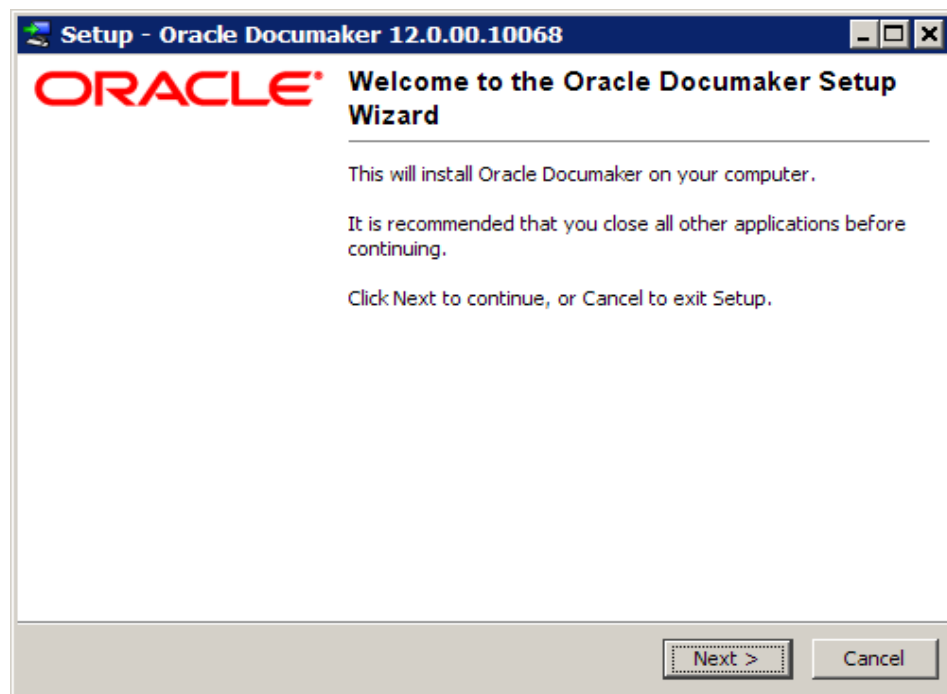 Setup - Oracle Documaker 12.0.00.10068
ORACLE®
Welcome to the Oracle Documaker Setup
Wizard
This will install Oracle Documaker on your computer.
It is recommended that you close all other applications before
continuing.
Click Next to continue, or Cancel to exit Setup.
Next >
Cancel